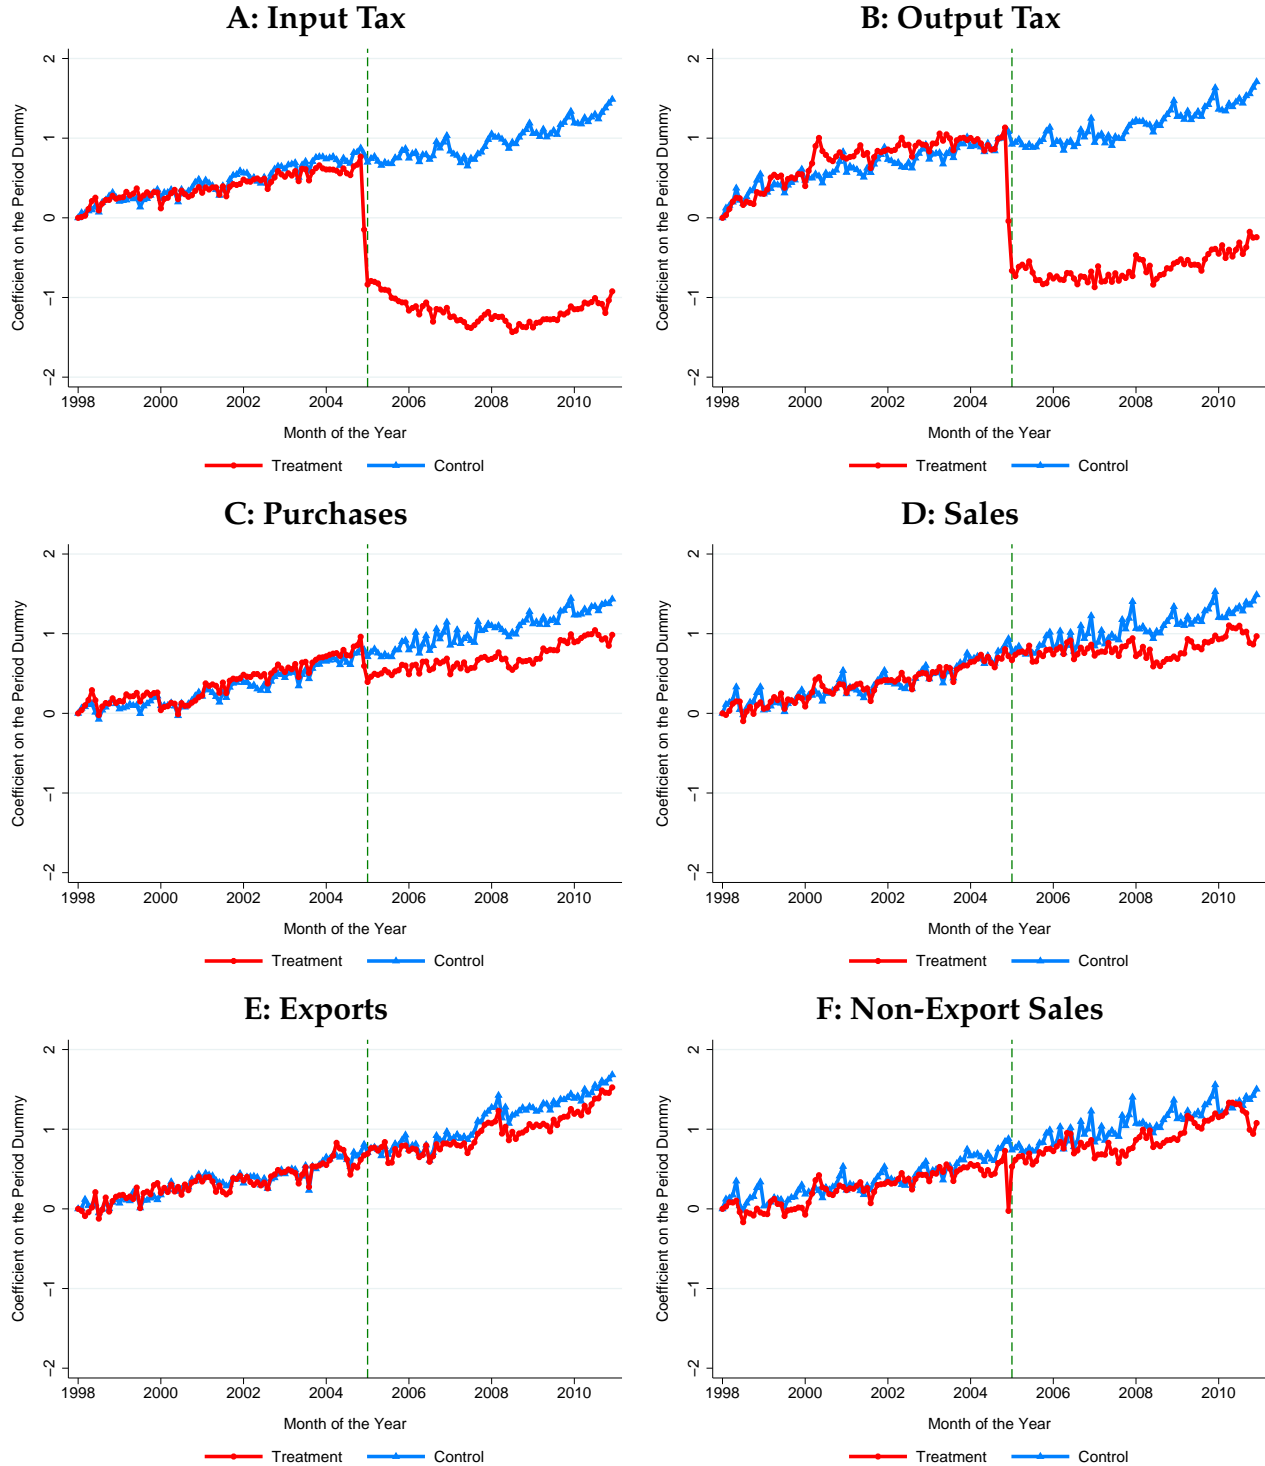 A: Input Tax
Coefficient on the Period Dummy
2
1
0
−1
−2
1998 2000 2002 2004 2006 2008 2010
Month of the Year
Treatment Control
B: Output Tax
Coefficient on the Period Dummy
2
1
0
−1
−2
1998 2000 2002 2004 2006 2008 2010
Month of the Year
Treatment Control
C: Purchases
Coefficient on the Period Dummy
2
1
0
−1
−2
1998 2000 2002 2004 2006 2008 2010
Month of the Year
Treatment Control
D: Sales
Coefficient on the Period Dummy
2
1
0
−1
−2
1998 2000 2002 2004 2006 2008 2010
Month of the Year
Treatment Control
E: Exports
Coefficient on the Period Dummy
2
1
0
−1
−2
1998 2000 2002 2004 2006 2008 2010
Month of the Year
Treatment Control
F: Non-Export Sales
Coefficient on the Period Dummy
2
1
0
−1
−2
1998 2000 2002 2004 2006 2008 2010
Month of the Year
Treatment Control